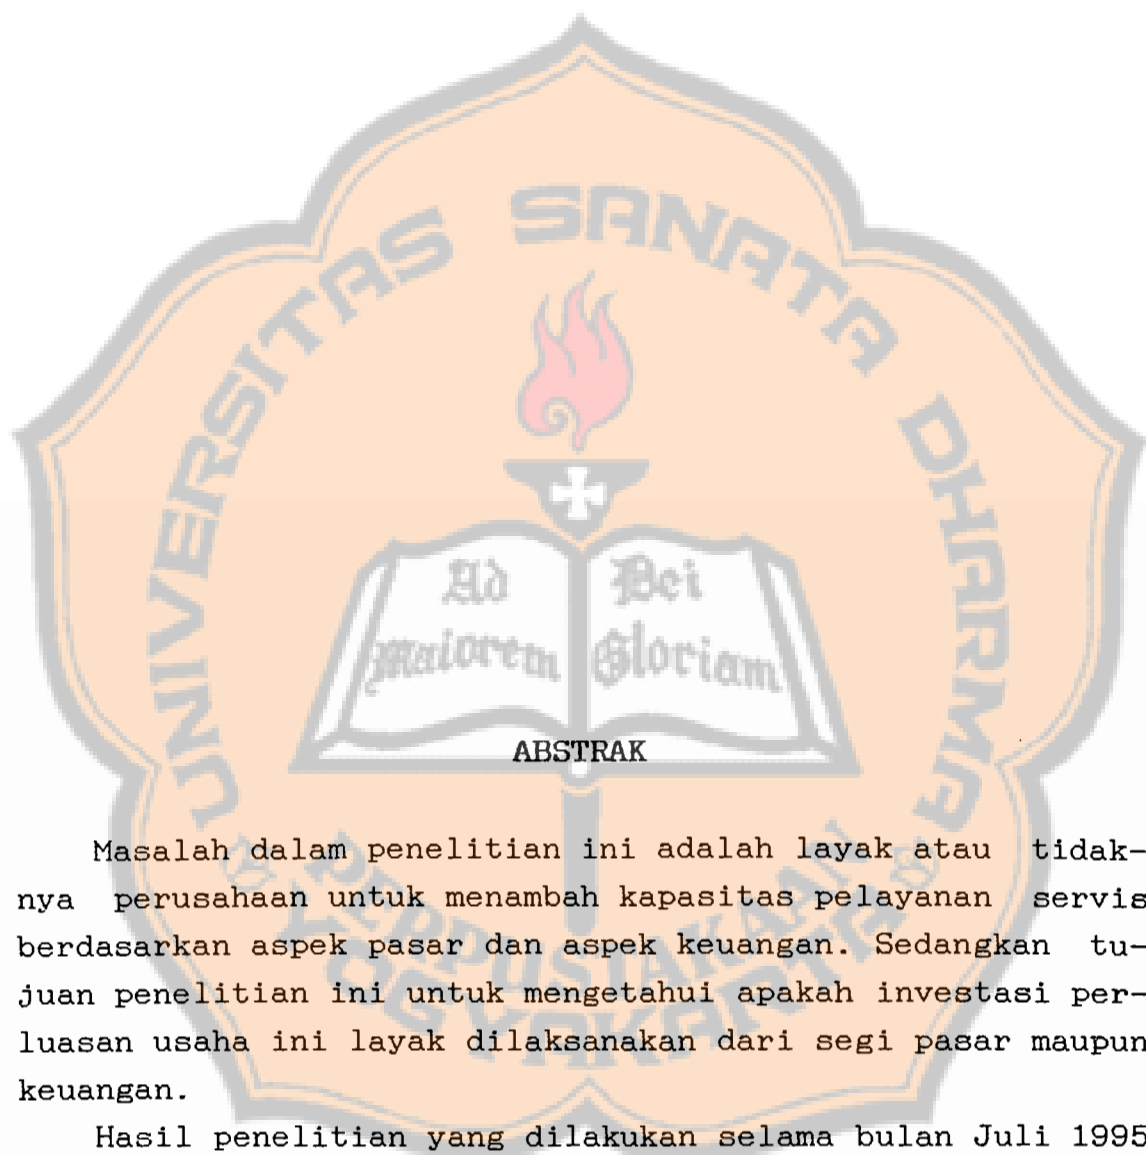 UNIVERSITAS SANATA DHARMA
Ad Dei
maiorem Gloriam
ABSTRAK
Masalah dalam penelitian ini adalah layak atau tidak-
nya perusahaan untuk menambah kapasitas pelayanan servis
berdasarkan aspek pasar dan aspek keuangan. Sedangkan tu-
juan penelitian ini untuk mengetahui apakah investasi per-
luasan usaha ini layak dilaksanakan dari segi pasar maupun
keuangan.
Hasil penelitian yang dilakukan selama bulan Juli 1995
PERPUSTAKAAN
YOGYAKARTA